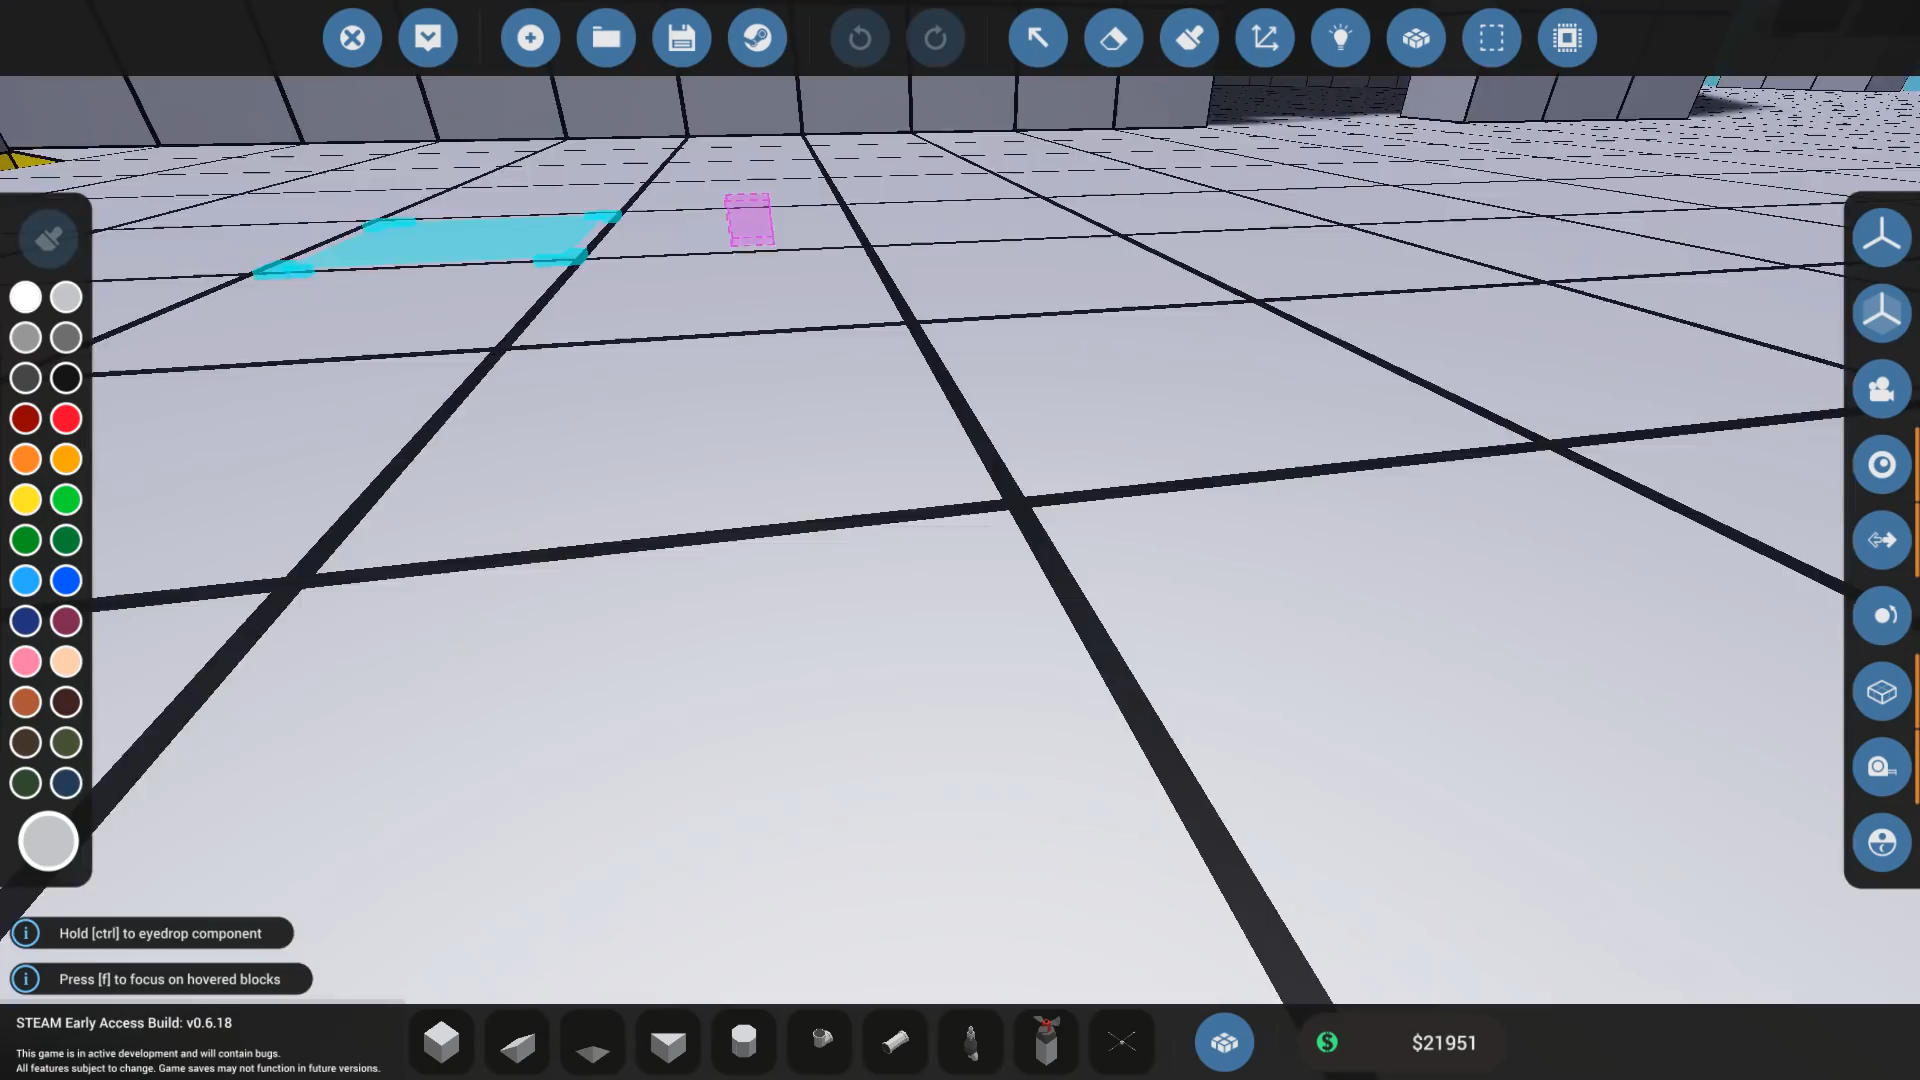 Hold [ctrl] to eyedrop component
Press [f] to focus on hovered blocks
STEAM Early Access Build: v0.6.18
This game is in active development and will contain bugs.
All features subject to change. Game saves may not function in future versions.
$21951